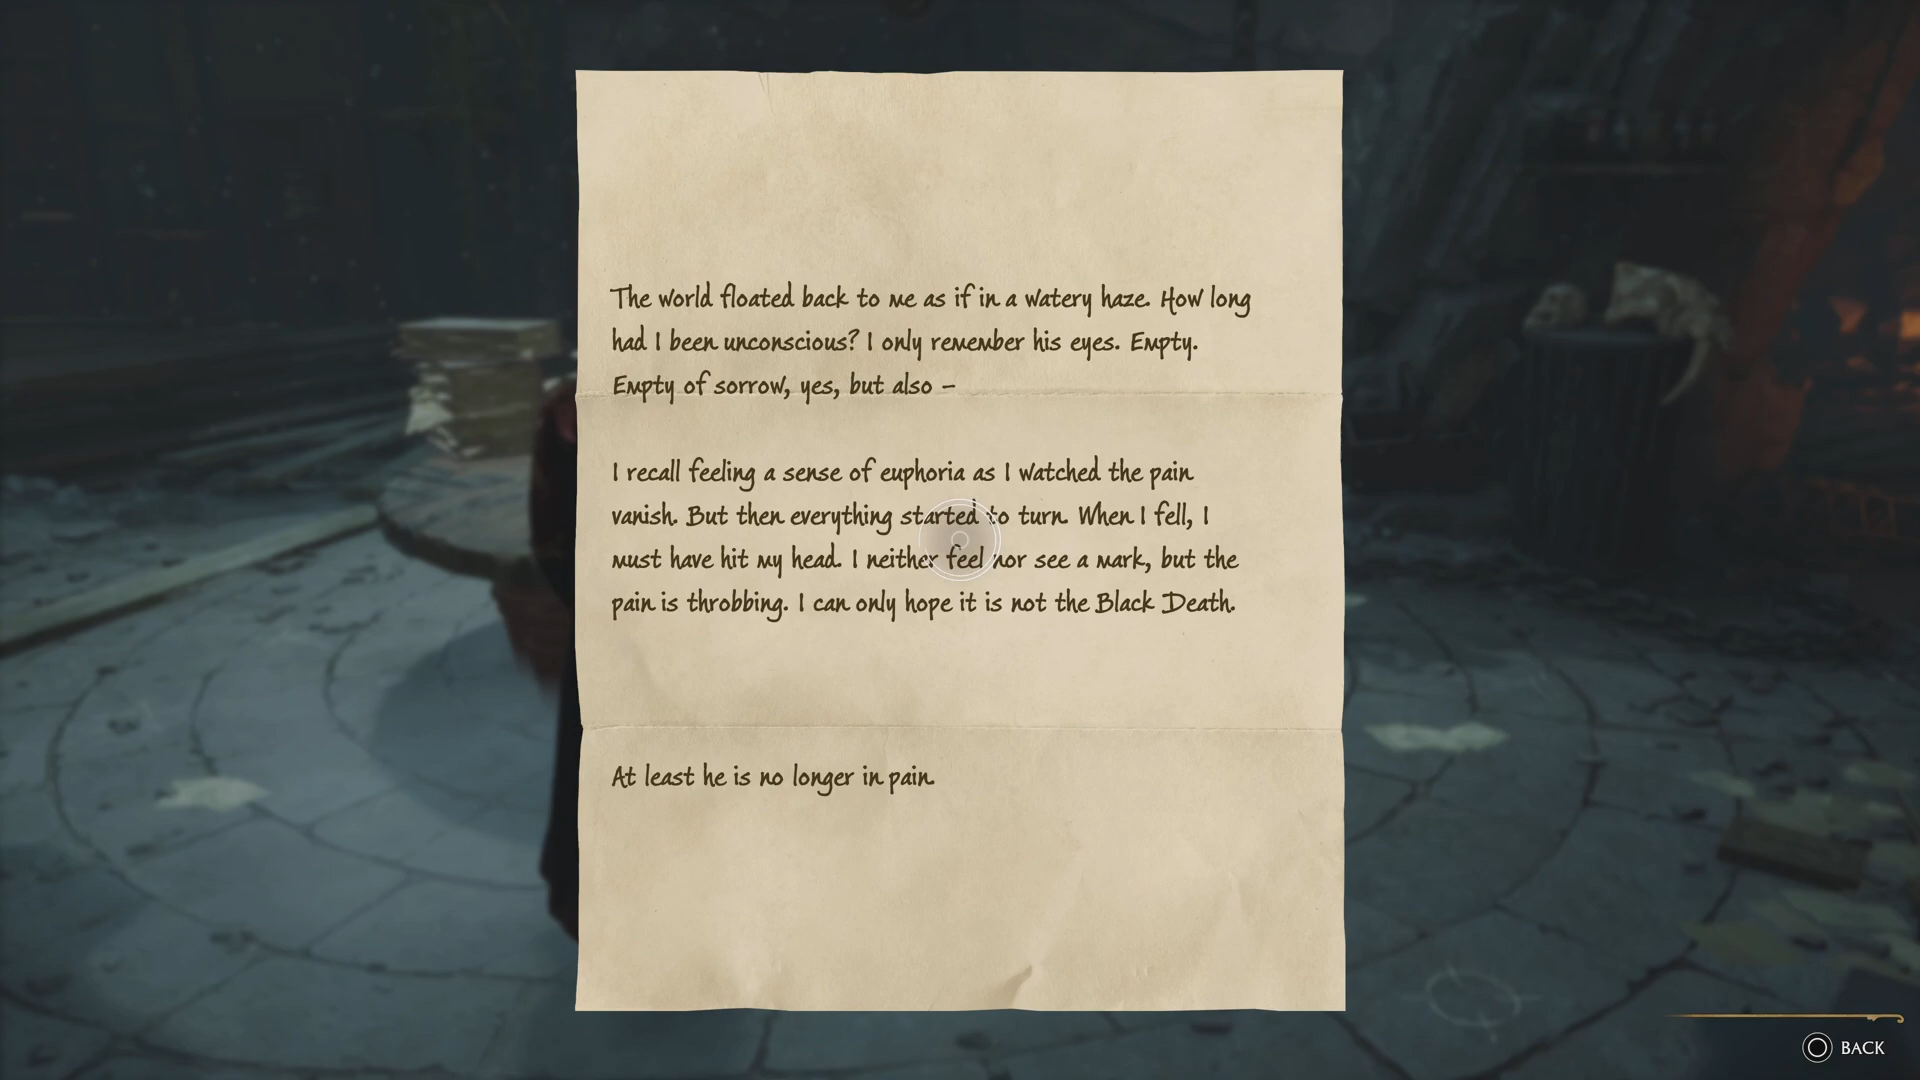 The world floated back to me as if in a watery haze. How long
had I been unconscious? I only remember his eyes. Empty.
Empty of sorrow, yes, but also –
I recall feeling a sense of euphoria as I watched the pain
vanish. But then everything started to turn. When I fell, I
must have hit my head. I neither feel nor see a mark, but the
pain is throbbing. I can only hope it is not the Black Death.
At least he is no longer in pain.
BACK